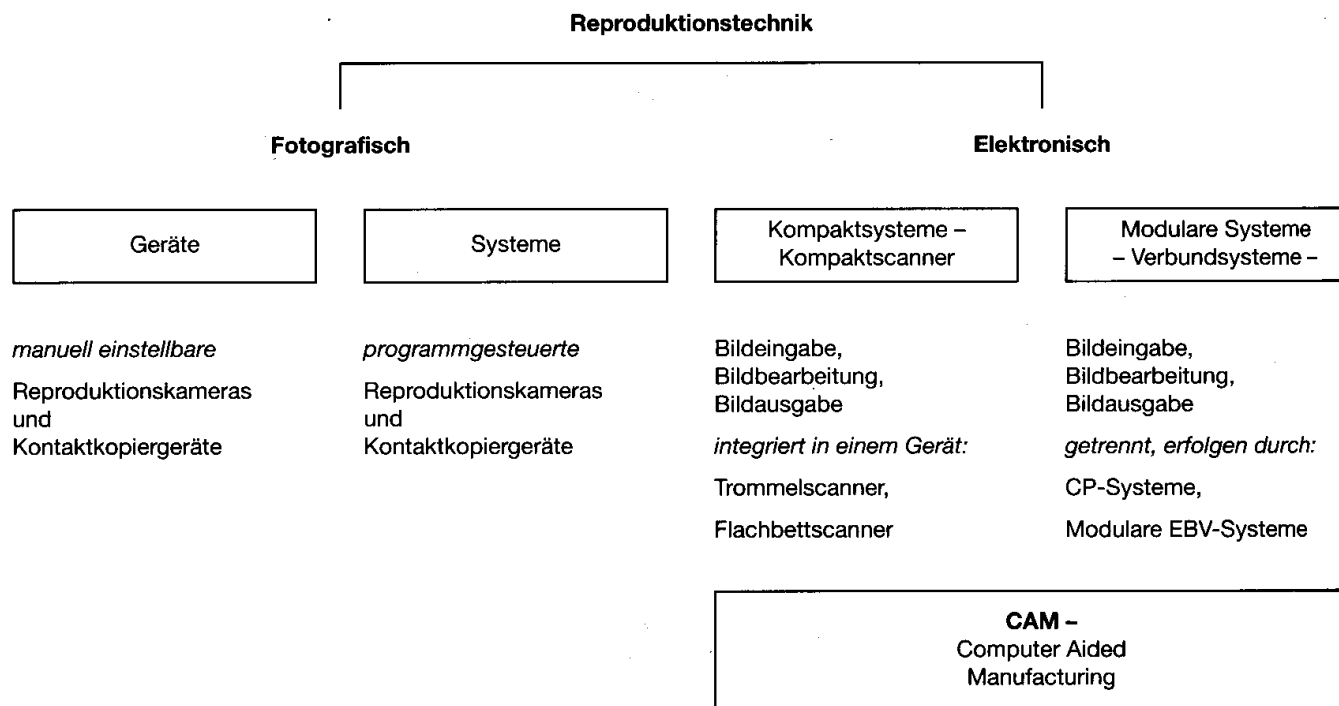 Reproduktionstechnik
Fotografisch
Elektronisch
Geräte
Systeme
Kompaktsysteme –
Kompaktscanner
Modulare Systeme
– Verbundsysteme –
manuell einstellbare
Reproduktionskameras
und
Kontaktkopiergeräte
programmgesteuerte
Reproduktionskameras
und
Kontaktkopiergeräte
Bildeingabe,
Bildbearbeitung,
Bildausgabe
integriert in einem Gerät:
Trommelscanner,
Flachbettscanner
Bildeingabe,
Bildbearbeitung,
Bildausgabe
getrennt, erfolgen durch:
CP-Systeme,
Modulare EBV-Systeme
CAM –
Computer Aided
Manufacturing